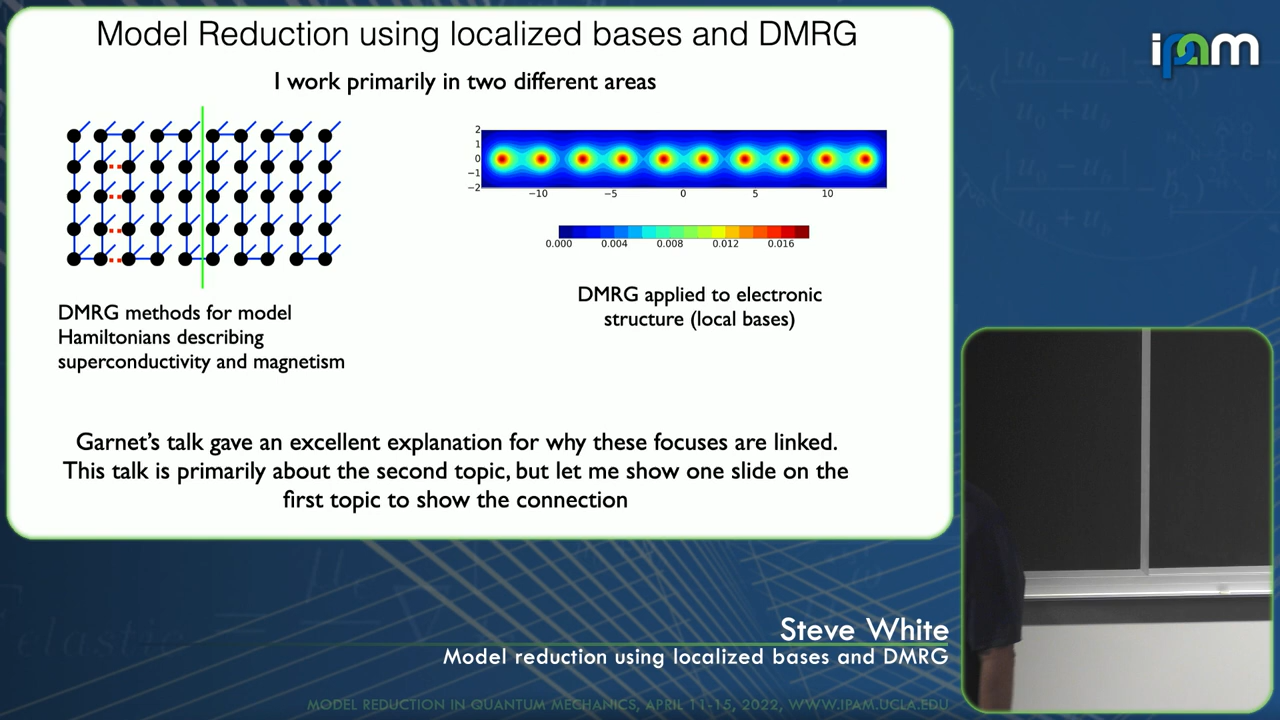 Model Reduction using localized bases and DMRG
ipam
I work primarily in two different areas
2
1
0
−1
−2
−10 −5 0 5 10
0.000 0.004 0.008 0.012 0.016
DMRG methods for model
Hamiltonians describing
superconductivity and magnetism
DMRG applied to electronic
structure (local bases)
Garnet's talk gave an excellent explanation for why these focuses are linked.
This talk is primarily about the second topic, but let me show one slide on the
first topic to show the connection
Steve White
Model reduction using localized bases and DMRG
MODEL REDUCTION IN QUANTUM MECHANICS, APRIL 11-15, 2022, WWW.IPAM.UCLA.EDU